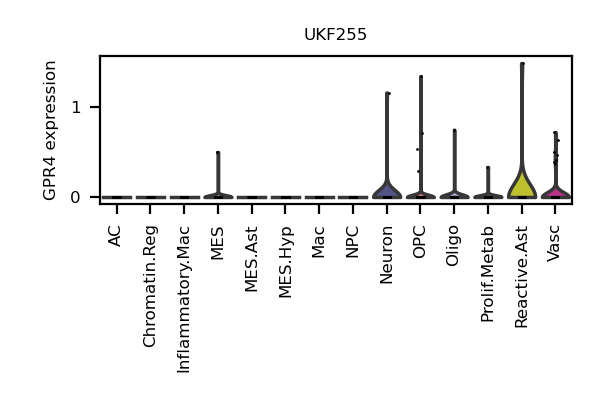 UKF255
GPR4 expression
1
0
AC
Chromatin.Reg
Inflammatory.Mac
MES
MES.Ast
MES.Hyp
Mac
NPC
Neuron
OPC
Oligo
Prolif.Metab
Reactive.Ast
Vasc